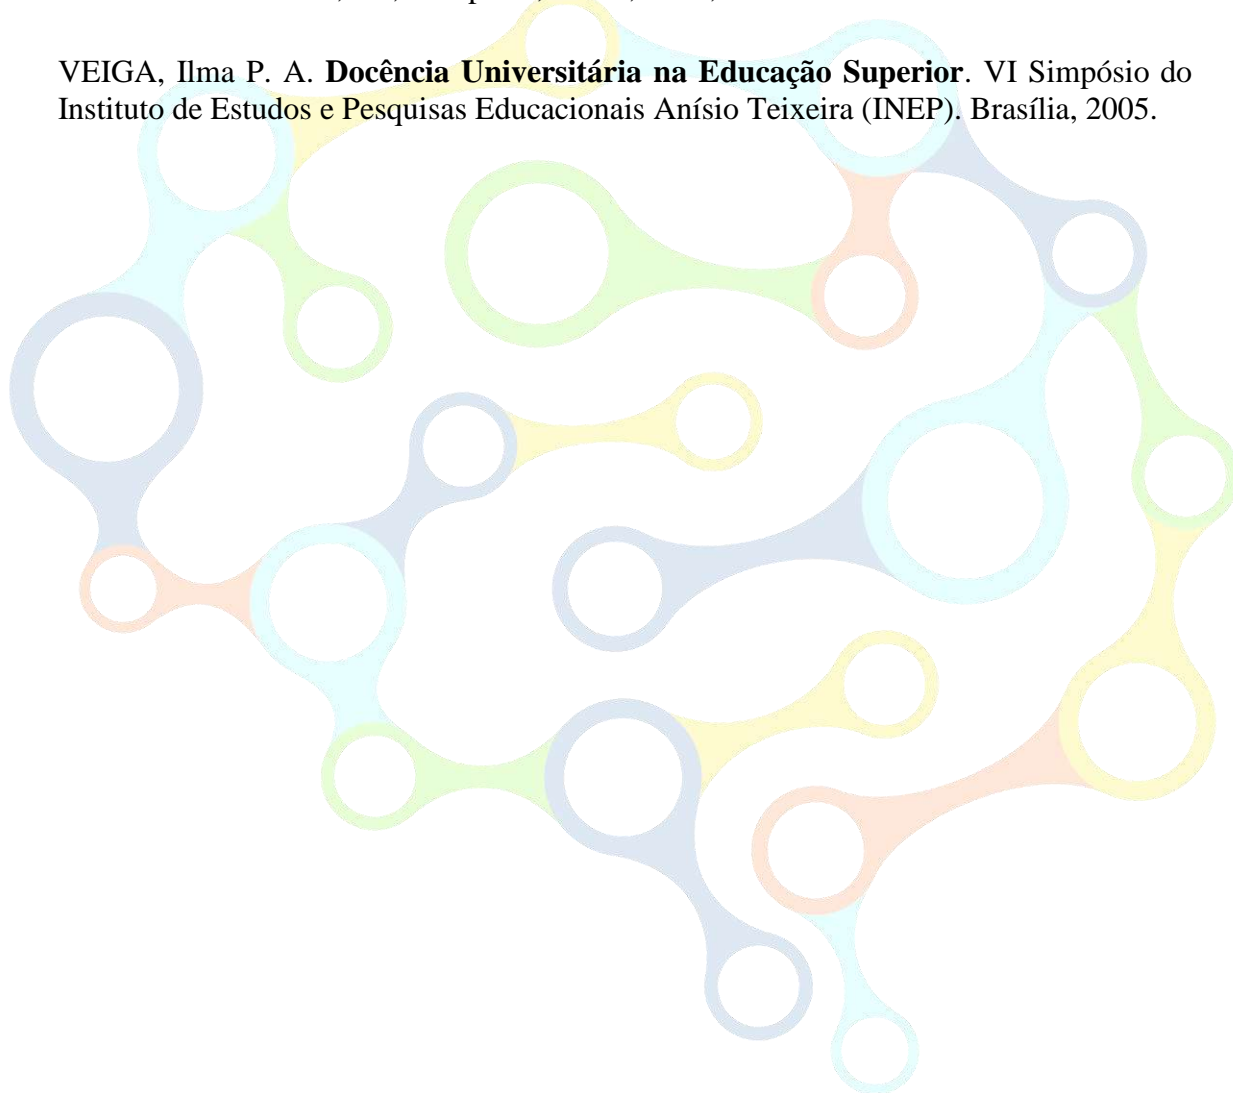 VEIGA, Ilma P. A. Docência Universitária na Educação Superior. VI Simpósio do
Instituto de Estudos e Pesquisas Educacionais Anísio Teixeira (INEP). Brasília, 2005.